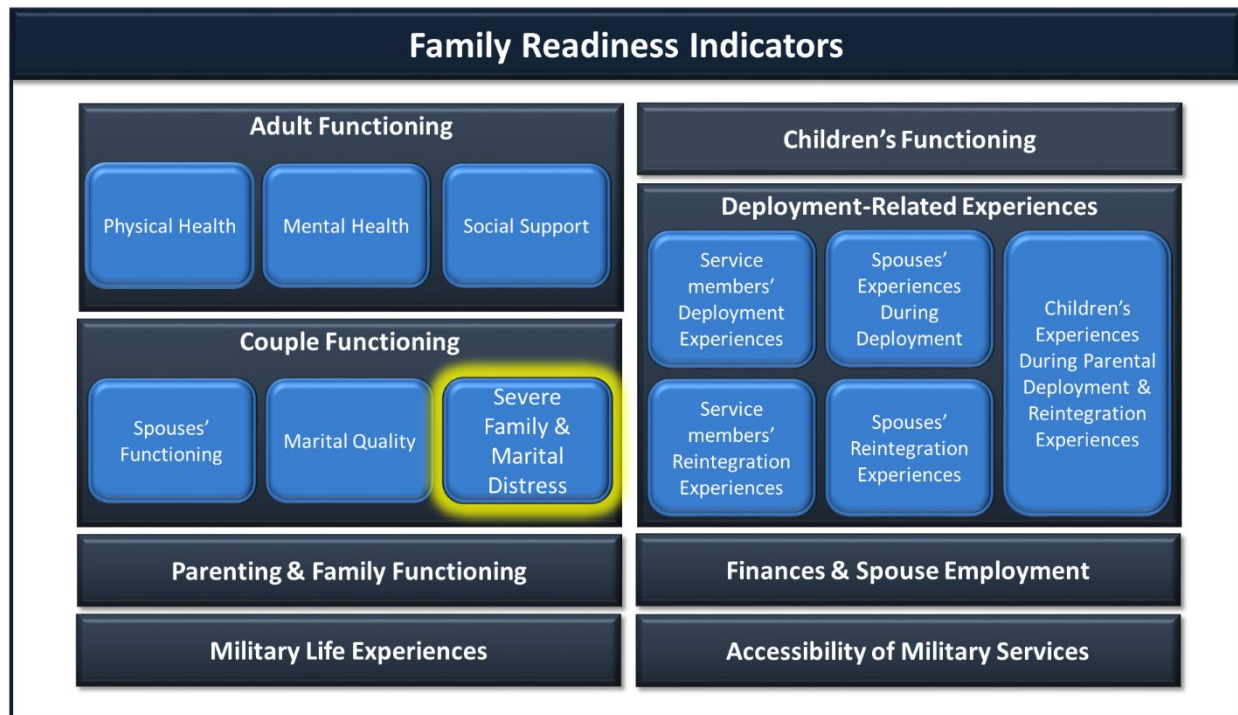 Family Readiness Indicators
Adult Functioning
Physical Health
Mental Health
Social Support
Couple Functioning
Spouses'
Functioning
Marital Quality
Severe
Family &
Marital
Distress
Parenting & Family Functioning
Military Life Experiences
Children's Functioning
Deployment-Related Experiences
Service
members'
Deployment
Experiences
Spouses'
Experiences
During
Deployment
Children's
Experiences
During Parental
Deployment &
Reintegration
Experiences
Service
members'
Reintegration
Experiences
Spouses'
Reintegration
Experiences
Finances & Spouse Employment
Accessibility of Military Services